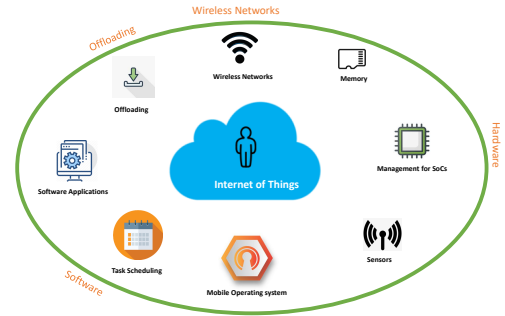 Wireless Networks
Offloading
Wireless Networks
Memory
Offloading
Hardware
Management for SoCs
Software Applications
Internet of Things
Task Scheduling
Sensors
Software
Mobile Operating system